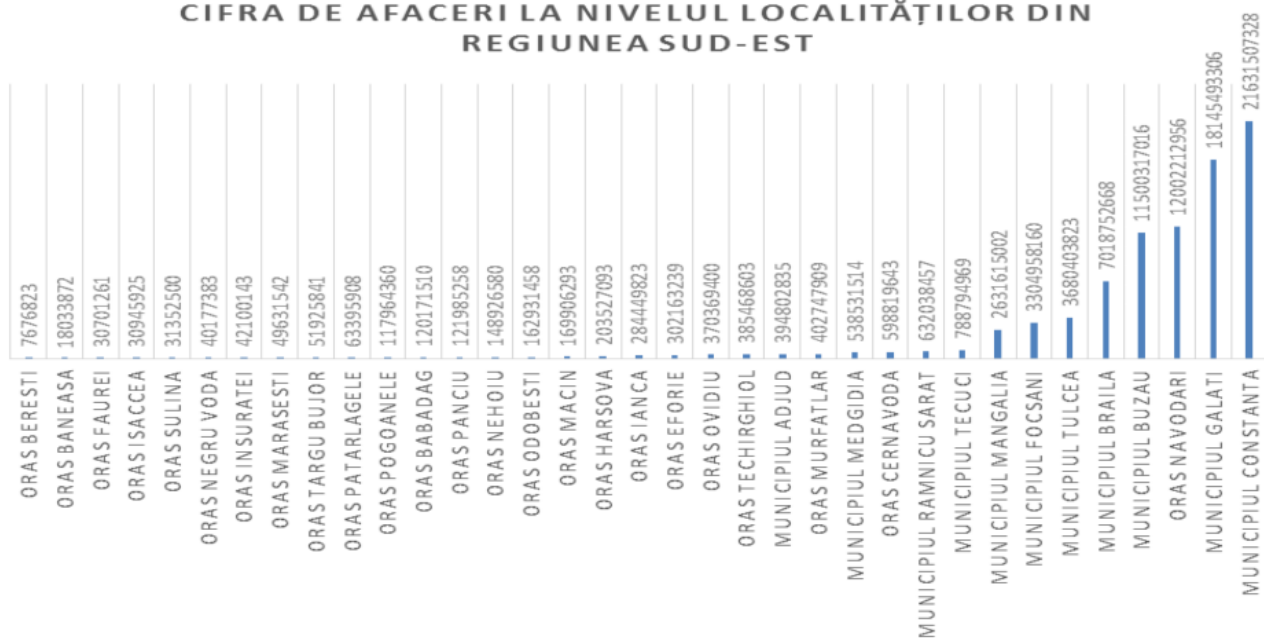 CIFRA DE AFACERI LA NIVELUL LOCALITĂȚILOR DIN
REGIUNEA SUD-EST
7676823
18033872
30701261
30945925
31352500
40177383
42100143
49631542
51925841
63395908
117964360
120171510
121985258
148926580
162931458
169906293
203527093
284449823
302163239
370369400
385468603
394802835
402747909
538531514
598819643
632038457
788794969
2631615002
3304958160
3680403823
7018752668
11500317016
12002212956
18145493306
21631507328
ORAS BERESTI
ORAS BANEASA
ORAS FAUREI
ORAS ISACCEA
ORAS SULINA
ORAS NEGRU VODA
ORAS INSURATEI
ORAS MARASESTI
ORAS TARGU BUJOR
ORAS PATARLAGELE
ORAS POGOANELE
ORAS BABADAG
ORAS PANCIU
ORAS NEHOIU
ORAS ODOBESTI
ORAS MACIN
ORAS HARSOVA
ORAS IANCA
ORAS EFORIE
ORAS OVIDIU
ORAS TECHIRGHIOL
MUNICIPIUL ADJUD
ORAS MURFATLAR
MUNICIPIUL MEDGIDIA
ORAS CERNAVODA
MUNICIPIUL RAMNICU SARAT
MUNICIPIUL TECUCI
MUNICIPIUL MANGALIA
MUNICIPIUL FOCSANI
MUNICIPIUL TULCEA
MUNICIPIUL BRAILA
MUNICIPIUL BUZAU
ORAS NAVODARI
MUNICIPIUL GALATI
MUNICIPIUL CONSTANTA